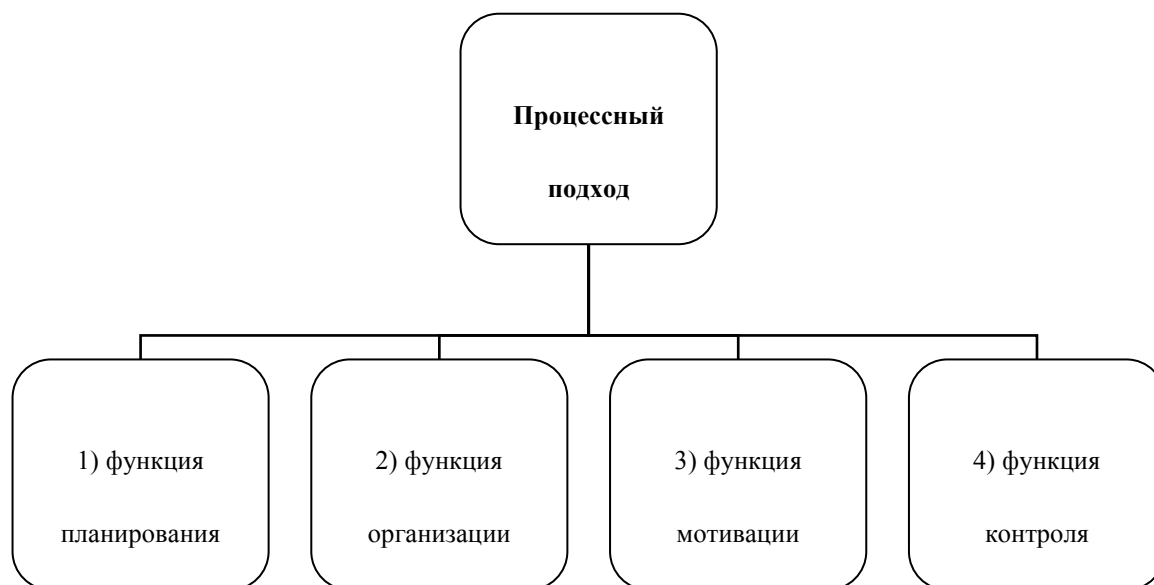 Процессный
подход
1) функция
планирования
2) функция
организации
3) функция
мотивации
4) функция
контроля